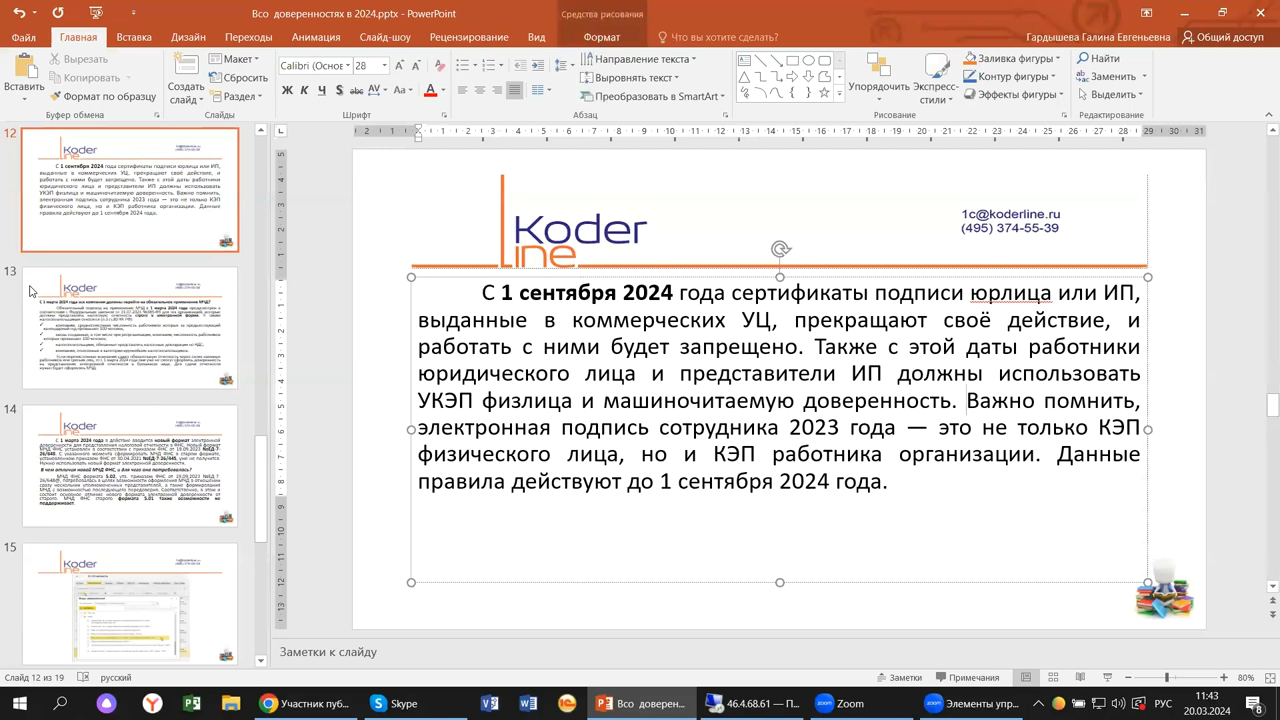 Всо доверенностях в 2024.pptx - PowerPoint
Средства рисования
Файл Главная Вставка Дизайн Переходы Анимация Слайд-шоу Рецензирование Вид Формат Что вы хотите сделать?
Гардышева Галина Евгеньевна Общий доступ
Вставить
Вырезать
Копировать
Формат по образцу
Буфер обмена
Создать слайд
Макет
Сбросить
Раздел
Слайды
Calibri (Основ 28
Ж К Ч S abc AV Aa A
Шрифт
Направление текста
Выровнять текст
Преобразовать в SmartArt
Абзац
Упорядочить
Экспресс-стили
Заливка фигуры
Контур фигуры
Эффекты фигуры
Рисование
Найти
Заменить
Выделить
Редактирование
12
13
14
15
Koder
line
1c@koderline.ru
(495) 374-55-39
С 1 сентября 2024 года сертификаты подписи юрлица или ИП,
выданные в коммерческих УЦ, прекращают своё действие, и
работать с ними будет запрещено. Также с этой даты работники
юридического лица и представители ИП должны использовать
УКЭП физлица и машиночитаемую доверенность. Важно помнить,
электронная подпись сотрудника 2023 года — это не только КЭП
физического лица, но и КЭП работника организации. Данные
правила действуют до 1 сентября 2024 года.
Заметки к слайду
Слайд 12 из 19 русский
Заметки Примечания 80%
Участник пуб...
Skype
Всо доверен...
46.4.68.61 — П...
Zoom
Элементы упр...
РУС
11:43
20.03.2024